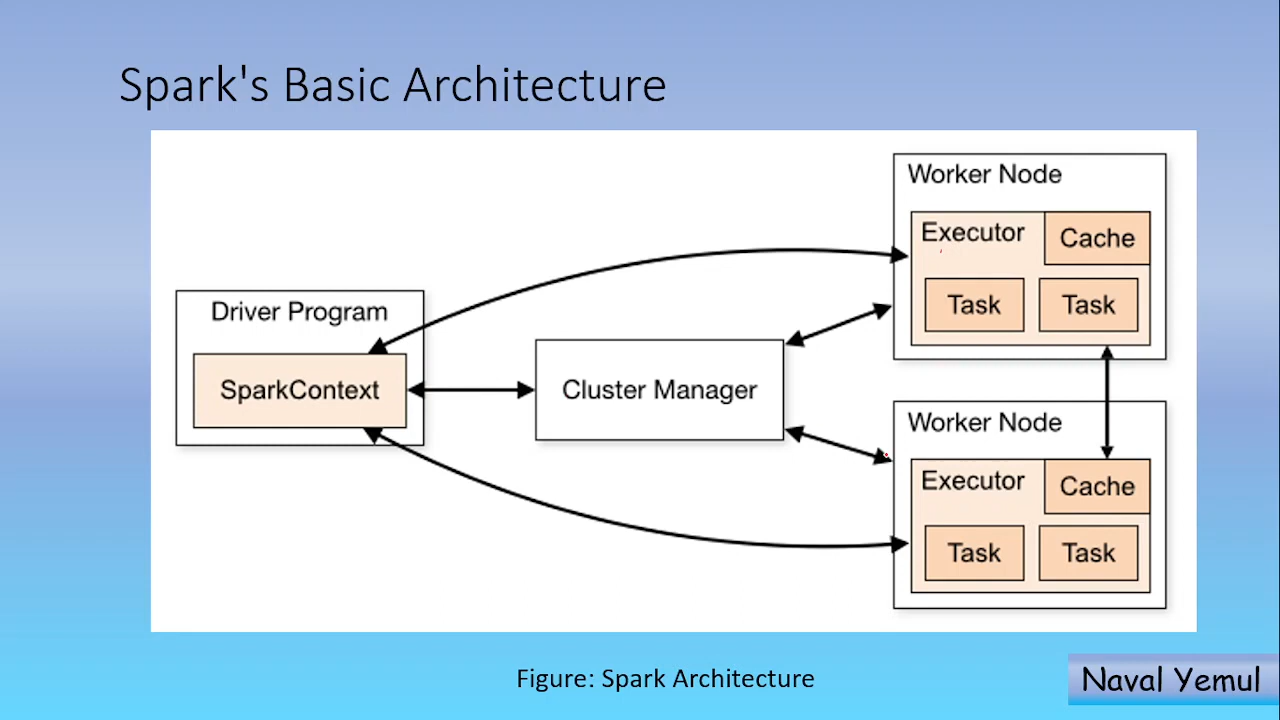 Spark's Basic Architecture
Driver Program
SparkContext
Cluster Manager
Worker Node
Executor
Cache
Task
Task
Worker Node
Executor
Cache
Task
Task
Figure: Spark Architecture
Naval Yemul